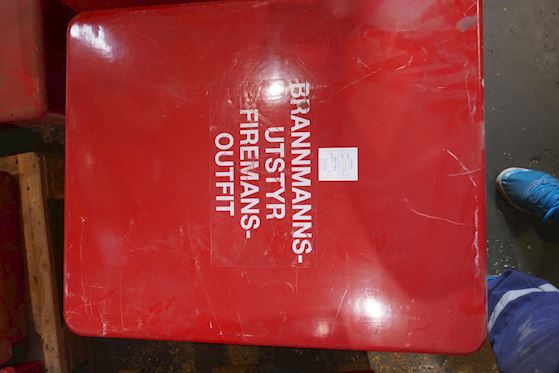 BRANNMANNS-
UTSTYR
FIREMANS-
OUTFIT